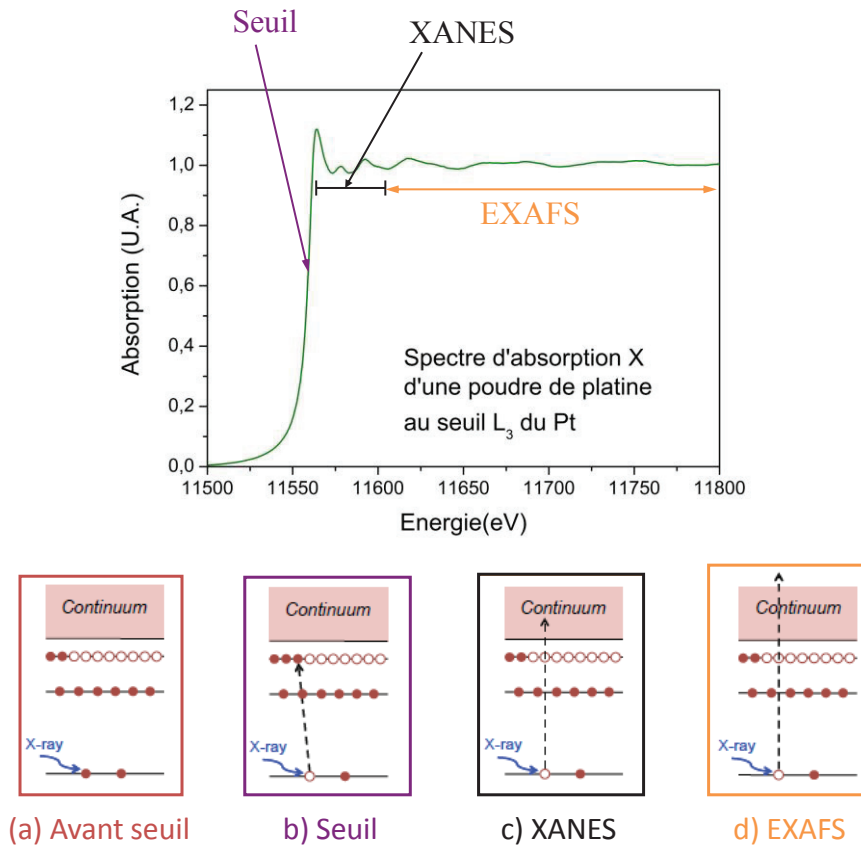 Seuil
XANES
1,2
1,0
0,8
0,6
0,4
0,2
0,0
Absorption (U.A.)
EXAFS
Spectre d'absorption X
d'une poudre de platine
au seuil L3 du Pt
11500 11550 11600 11650 11700 11750 11800
Energie(eV)
Continuum
X-ray
(a) Avant seuil
Continuum
X-ray
b) Seuil
Continuum
X-ray
c) XANES
Continuum
X-ray
d) EXAFS